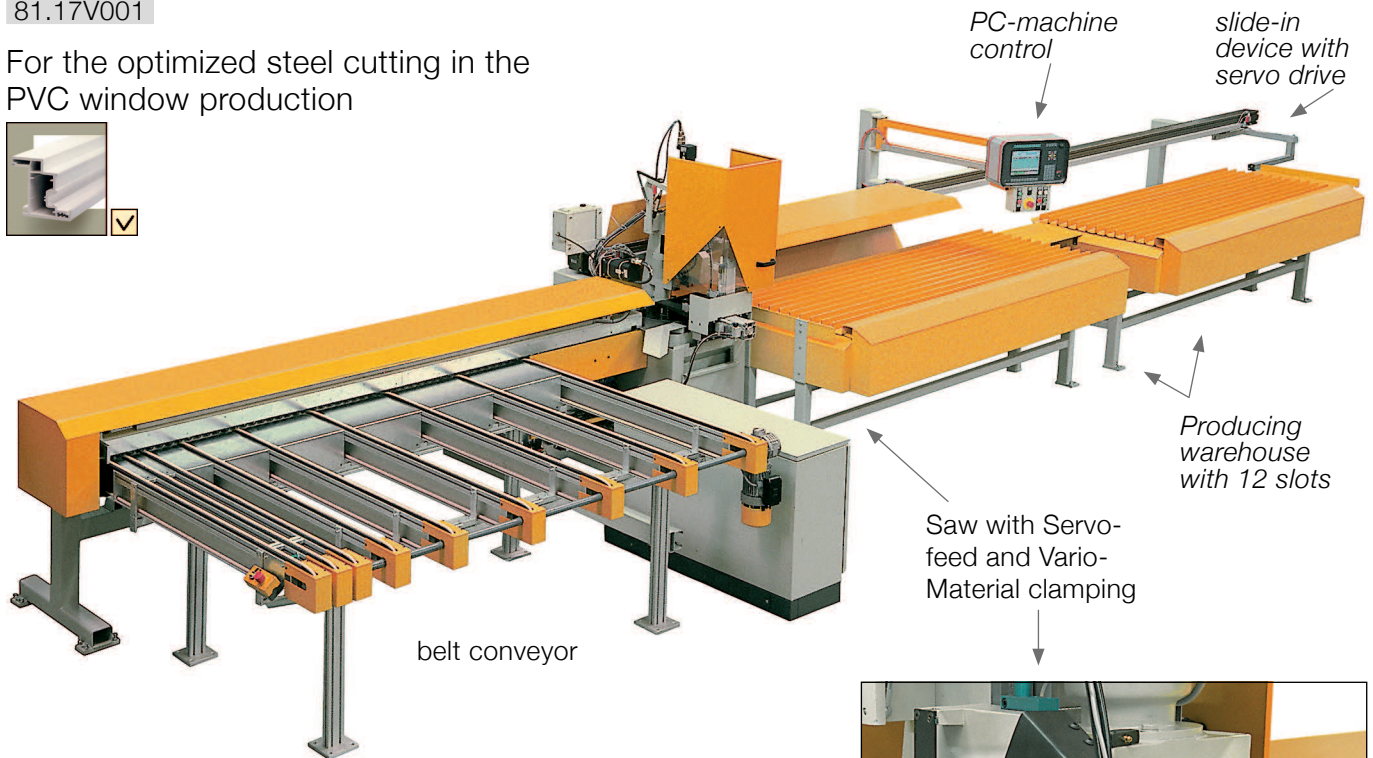 81.17V001
For the optimized steel cutting in the
PVC window production
PC-machine
control
slide-in
device with
servo drive
Producing
warehouse
with 12 slots
Saw with Servo-
feed and Vario-
Material clamping
belt conveyor